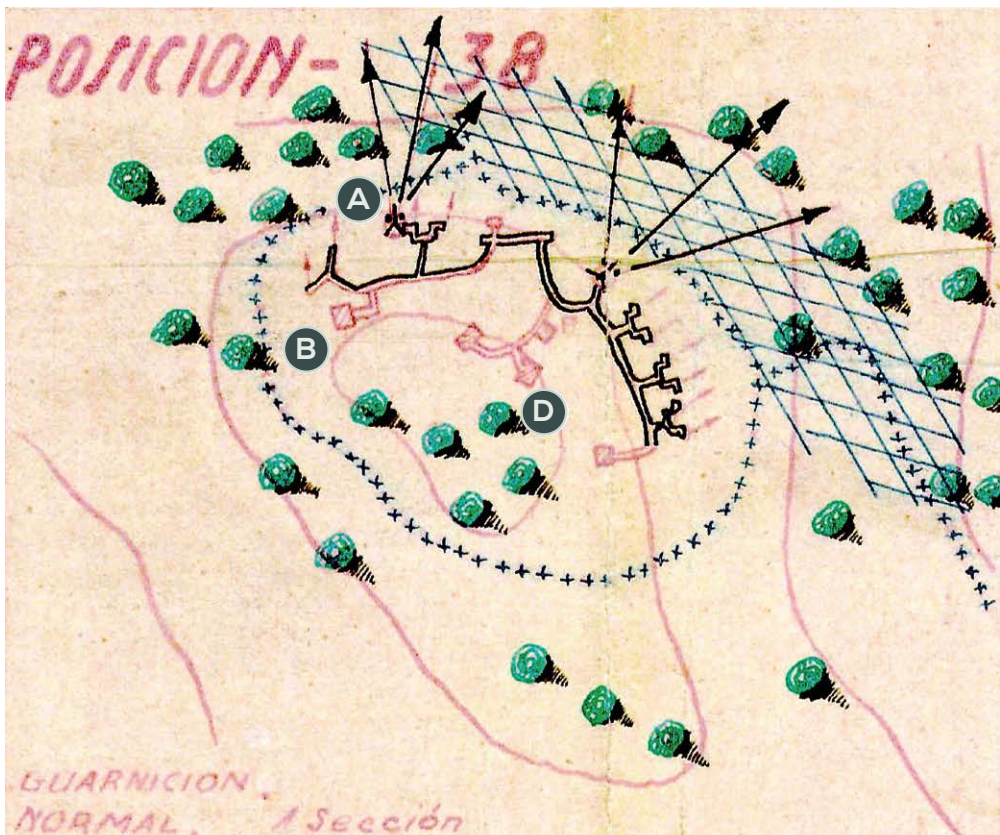 POSICION- 38
A
B
D
GUARNICION.
NORMAL. 1 Sección